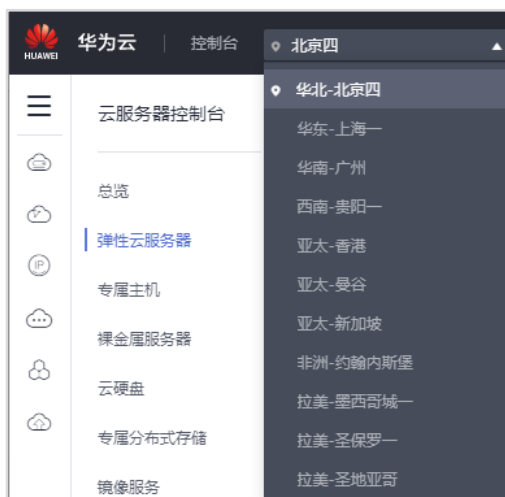 HUAWEI
华为云
控制台
北京四
云服务器控制台
总览
弹性云服务器
IP
专属主机
裸金属服务器
云硬盘
专属分布式存储
镜像服务
华北-北京四
华东-上海一
华南-广州
西南-贵阳一
亚太-香港
亚太-曼谷
亚太-新加坡
非洲-约翰内斯堡
拉美-墨西哥城一
拉美-圣保罗一
拉美-圣地亚哥